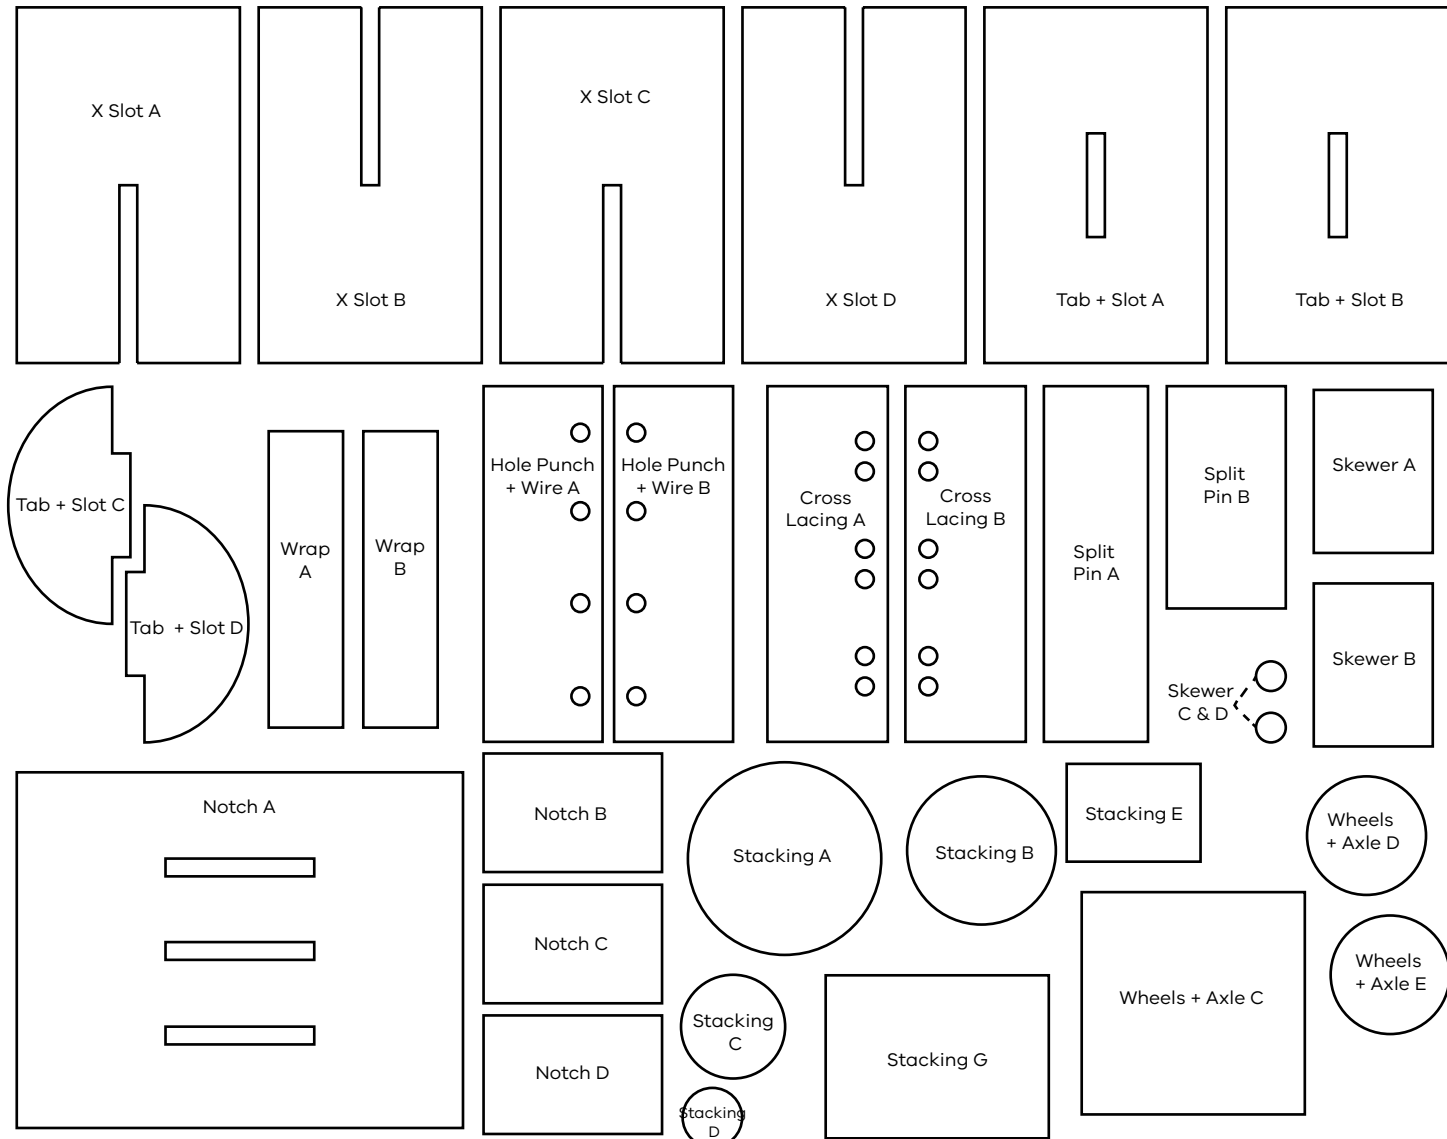 X Slot A
X Slot B
X Slot C
X Slot D
Tab + Slot A
Tab + Slot B
Tab + Slot C
Tab  + Slot D
Wrap
A
Wrap
B
Hole Punch
+ Wire A
Hole Punch
+ Wire B
Cross
Lacing A
Cross
Lacing B
Split
Pin A
Split
Pin B
Skewer A
Skewer B
Skewer
C & D
Notch A
Notch B
Notch C
Notch D
Stacking A
Stacking B
Stacking
C
Stacking
D
Stacking E
Stacking G
Wheels + Axle C
Wheels
+ Axle D
Wheels
+ Axle E